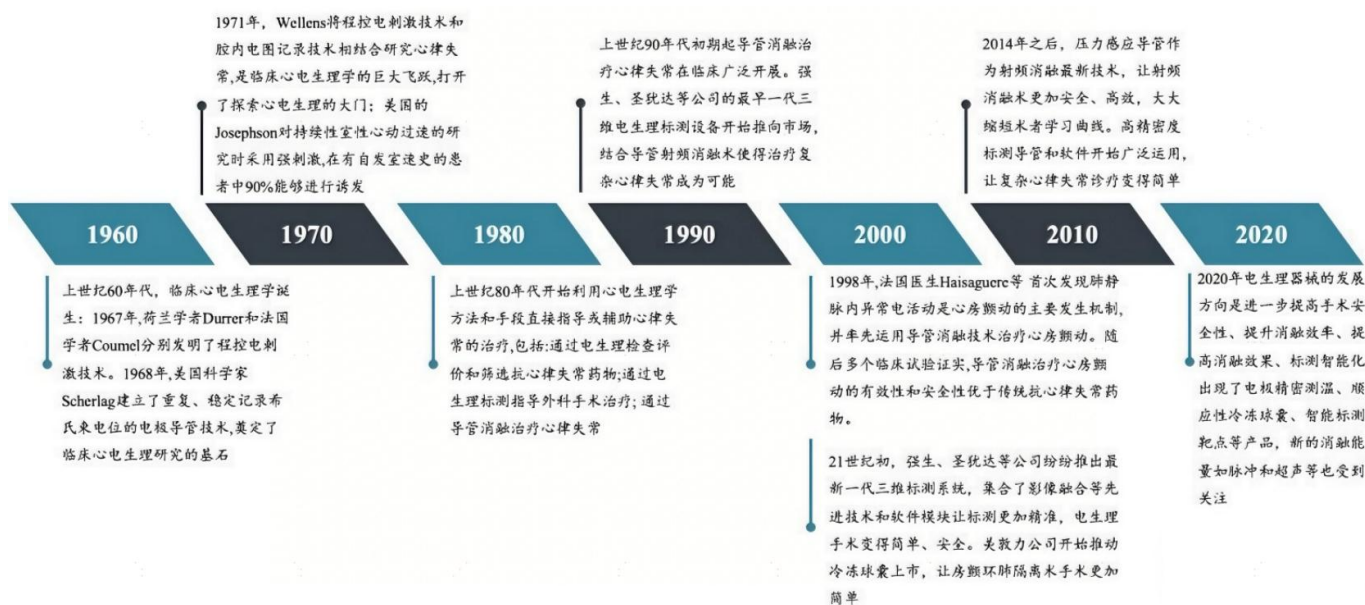 1971年，Wellens将程控电刺激技术和
腔内电图记录技术相结合研究心律失
常,是临床心电生理学的巨大飞跃,打开
了探索心电生理的大门；美国的
Josephson对持续性室性心动过速的研
究时采用强刺激,在有自发室速史的患
者中90%能够进行诱发
上世纪90年代初期起导管消融治
疗心律失常在临床广泛开展。强
生、圣犹达等公司的最早一代三
维电生理标测设备开始推向市场,
结合导管射频消融术使得治疗复
杂心律失常成为可能
2014年之后，压力感应导管作
为射频消融最新技术，让射频
消融术更加安全、高效，大大
缩短术者学习曲线。高精密度
标测导管和软件开始广泛运用，
让复杂心律失常诊疗变得简单
1960
1970
1980
1990
2000
2010
2020
上世纪60年代，临床心电生理学诞
生：1967年,荷兰学者Durrer和法国
学者Coumel分别发明了程控电刺
激技术。1968年,美国科学家
Scherlag建立了重复、稳定记录希
氏束电位的电极导管技术,奠定了
临床心电生理研究的基石
上世纪80年代开始利用心电生理学
方法和手段直接指导或辅助心律失
常的治疗,包括:通过电生理检查评
价和筛选抗心律失常药物;通过电
生理标测指导外科手术治疗; 通过
导管消融治疗心律失常
1998年,法国医生Haisaguere等 首次发现肺静
脉内异常电活动是心房颤动的主要发生机制,
并率先运用导管消融技术治疗心房颤动。随
后多个临床试验证实,导管消融治疗心房颤
动的有效性和安全性优于传统抗心律失常药
物。
21世纪初，强生、圣犹达等公司纷纷推出最
新一代三维标测系统，集合了影像融合等先
进技术和软件模块让标测更加精准，电生理
手术变得简单、安全。美敦力公司开始推动
冷冻球囊上市，让房颤环肺隔离术手术更加
简单
2020年电生理器械的发展
方向是进一步提高手术安
全性、提升消融效率、提
高消融效果、标测智能化
出现了电极精密测温、顺
应性冷冻球囊、智能标测
靶点等产品，新的消融能
量如脉冲和超声等也受到
关注